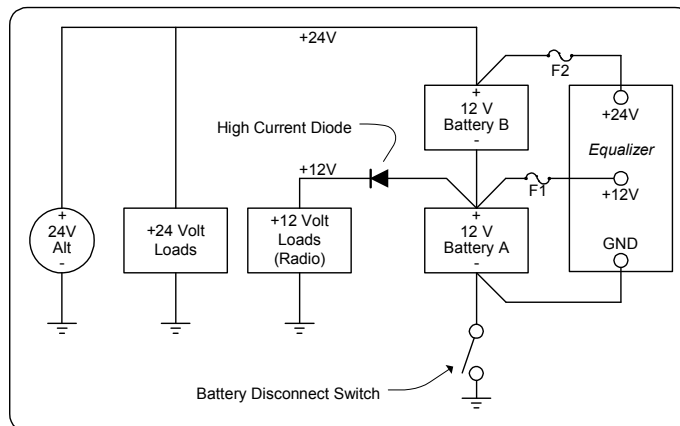 +24V
F2
+
12 V
Battery B
-
+24V
High Current Diode
Equalizer
+12V
F1
+12V
+
24V
Alt
-
+24 Volt
Loads
+12 Volt
Loads
(Radio)
+
12 V
Battery A
-
GND
Battery Disconnect Switch